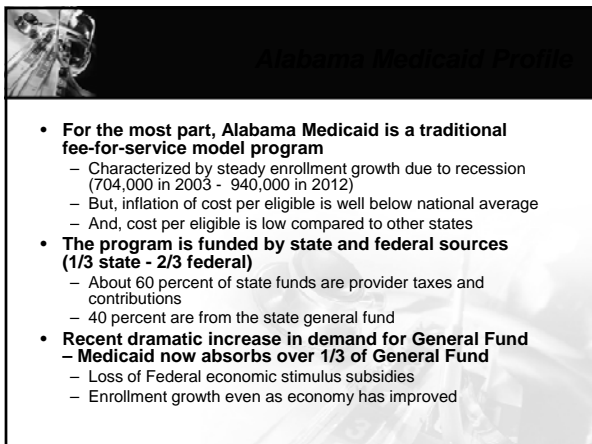 Alabama Medicaid Profile
• For the most part, Alabama Medicaid is a traditional
fee-for-service model program
– Characterized by steady enrollment growth due to recession
(704,000 in 2003 - 940,000 in 2012)
– But, inflation of cost per eligible is well below national average
– And, cost per eligible is low compared to other states
• The program is funded by state and federal sources
(1/3 state - 2/3 federal)
– About 60 percent of state funds are provider taxes and
contributions
– 40 percent are from the state general fund
• Recent dramatic increase in demand for General Fund
– Medicaid now absorbs over 1/3 of General Fund
– Loss of Federal economic stimulus subsidies
– Enrollment growth even as economy has improved